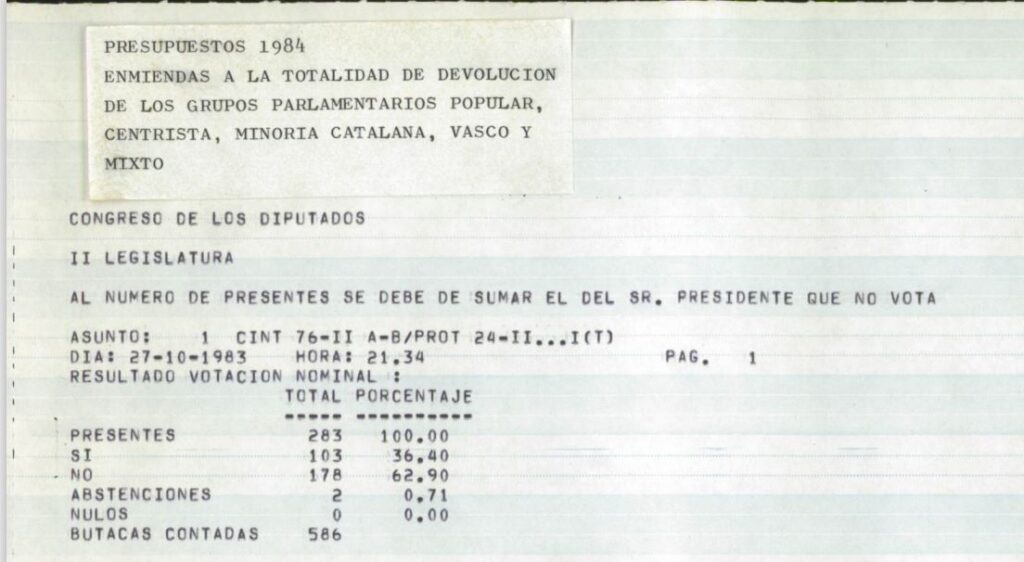 PRESUPUESTOS 1984
ENMIENDAS A LA TOTALIDAD DE DEVOLUCION
DE LOS GRUPOS PARLAMENTARIOS POPULAR,
CENTRISTA, MINORIA CATALANA, VASCO Y
MIXTO
CONGRESO DE LOS DIPUTADOS
II LEGISLATURA
AL NUMERO DE PRESENTES SE DEBE DE SUMAR EL DEL SR. PRESIDENTE QUE NO VOTA
ASUNTO: 1 CINT 76-II A-B/PROT 24-II...I(T)
DIA: 27-10-1983 HORA: 21.34 PAG. 1
RESULTADO VOTACION NOMINAL :
TOTAL PORCENTAJE
----- ----------
PRESENTES 283 100.00
SI 103 36.40
NO 178 62.90
ABSTENCIONES 2 0.71
NULOS 0 0.00
BUTACAS CONTADAS 586